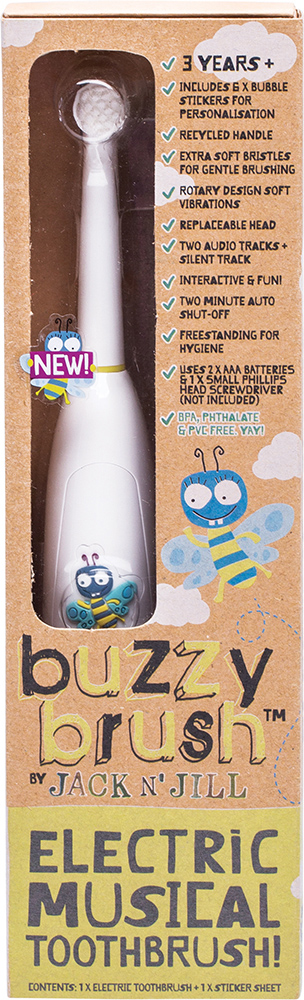 3 YEARS +
INCLUDES 6 X BUBBLE
STICKERS FOR
PERSONALISATION
RECYCLED HANDLE
EXTRA SOFT BRISTLES
FOR GENTLE BRUSHING
ROTARY DESIGN SOFT
VIBRATIONS
REPLACEABLE HEAD
TWO AUDIO TRACKS +
SILENT TRACK
INTERACTIVE & FUN!
TWO MINUTE AUTO
SHUT-OFF
FREESTANDING FOR
HYGIENE
USES 2 X AAA BATTERIES
& 1 X SMALL PHILLIPS
HEAD SCREWDRIVER
(NOT INCLUDED)
BPA, PHTHALATE
& PVC FREE. YAY!
NEW!
buzzy
brush™
BY JACK N' JILL
ELECTRIC
MUSICAL
TOOTHBRUSH!
CONTENTS: 1 X ELECTRIC TOOTHBRUSH + 1 X STICKER SHEET